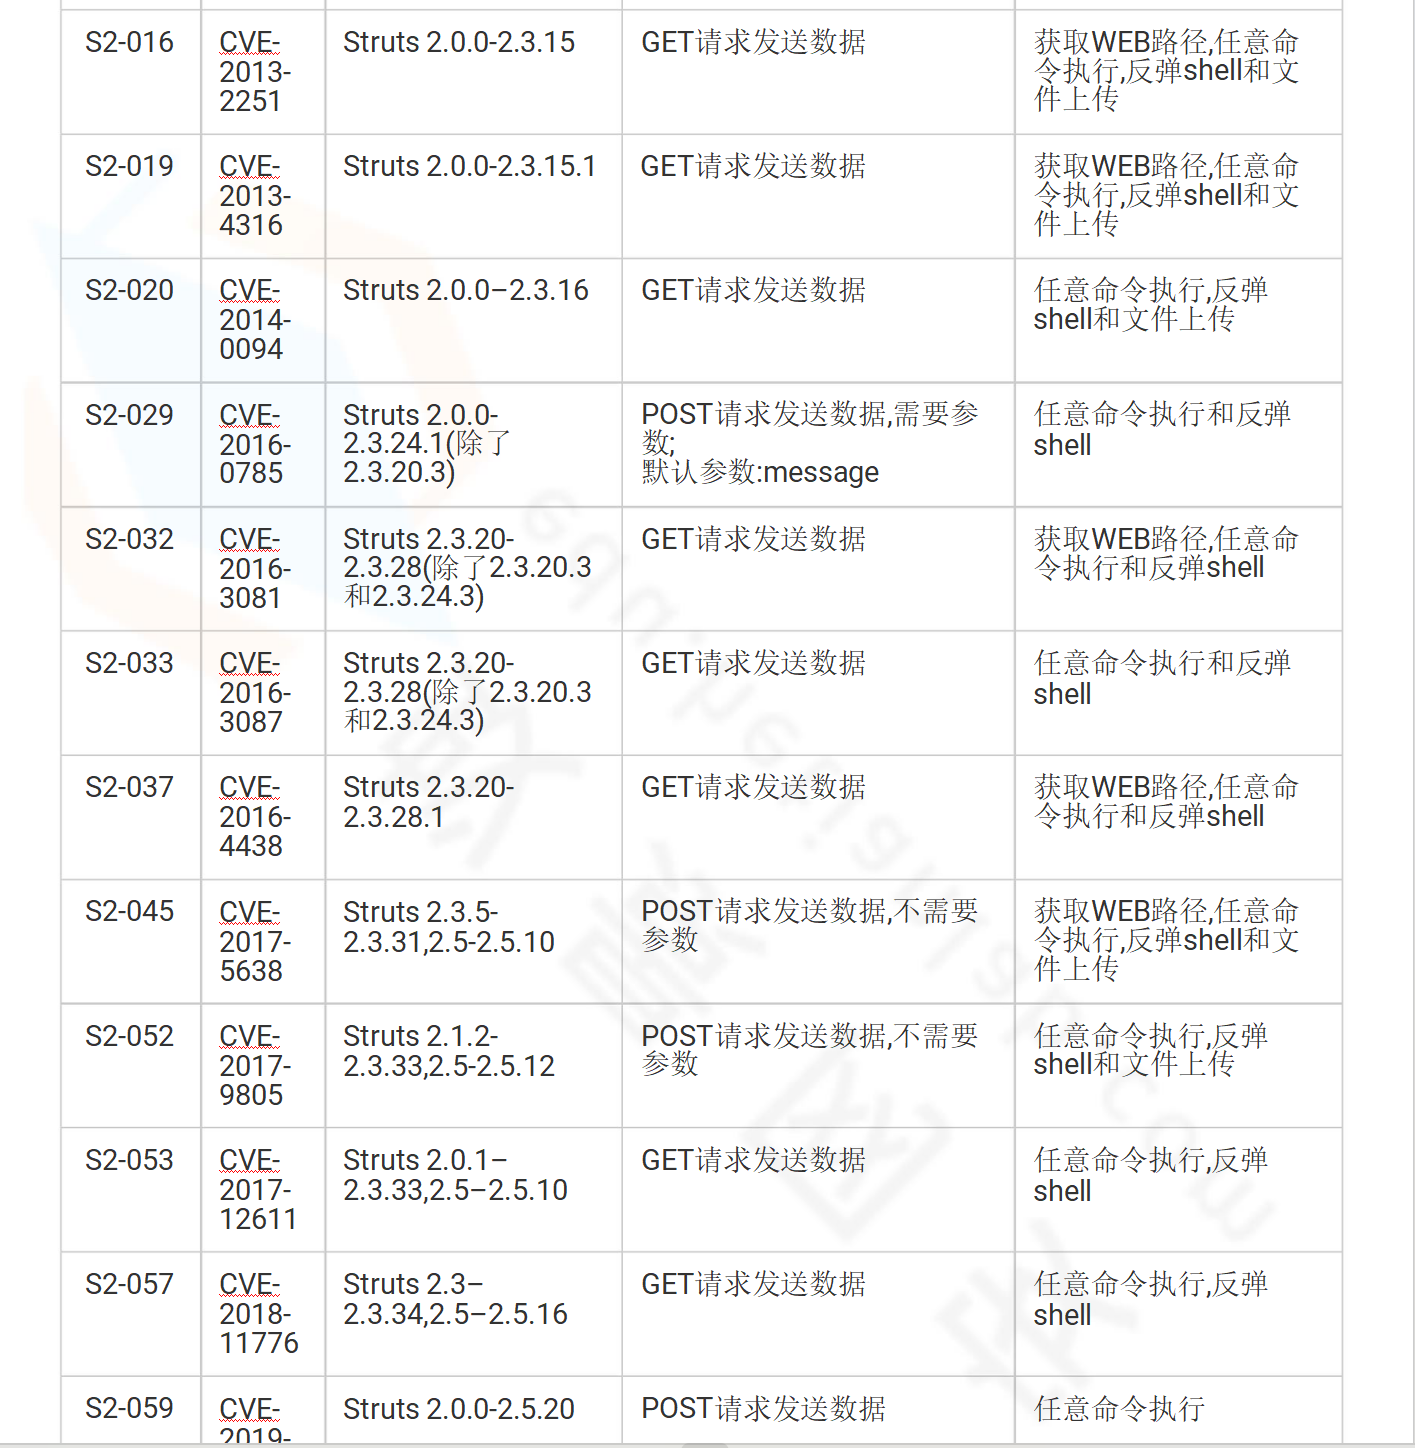 S2-016
CVE-
2013-
2251
Struts 2.0.0-2.3.15
GET请求发送数据
获取WEB路径,任意命
令执行,反弹shell和文
件上传
S2-019
CVE-
2013-
4316
Struts 2.0.0-2.3.15.1
GET请求发送数据
获取WEB路径,任意命
令执行,反弹shell和文
件上传
S2-020
CVE-
2014-
0094
Struts 2.0.0–2.3.16
GET请求发送数据
任意命令执行,反弹
shell和文件上传
S2-029
CVE-
2016-
0785
Struts 2.0.0-
2.3.24.1(除了
2.3.20.3)
POST请求发送数据,需要参
数;
默认参数:message
任意命令执行和反弹
shell
S2-032
CVE-
2016-
3081
Struts 2.3.20-
2.3.28(除了2.3.20.3
和2.3.24.3)
GET请求发送数据
获取WEB路径,任意命
令执行和反弹shell
S2-033
CVE-
2016-
3087
Struts 2.3.20-
2.3.28(除了2.3.20.3
和2.3.24.3)
GET请求发送数据
任意命令执行和反弹
shell
S2-037
CVE-
2016-
4438
Struts 2.3.20-
2.3.28.1
GET请求发送数据
获取WEB路径,任意命
令执行和反弹shell
S2-045
CVE-
2017-
5638
Struts 2.3.5-
2.3.31,2.5-2.5.10
POST请求发送数据,不需要
参数
获取WEB路径,任意命
令执行,反弹shell和文
件上传
S2-052
CVE-
2017-
9805
Struts 2.1.2-
2.3.33,2.5-2.5.12
POST请求发送数据,不需要
参数
任意命令执行,反弹
shell和文件上传
S2-053
CVE-
2017-
12611
Struts 2.0.1–
2.3.33,2.5–2.5.10
GET请求发送数据
任意命令执行,反弹
shell
S2-057
CVE-
2018-
11776
Struts 2.3–
2.3.34,2.5–2.5.16
GET请求发送数据
任意命令执行,反弹
shell
S2-059
CVE-
2019-
Struts 2.0.0-2.5.20
POST请求发送数据
任意命令执行